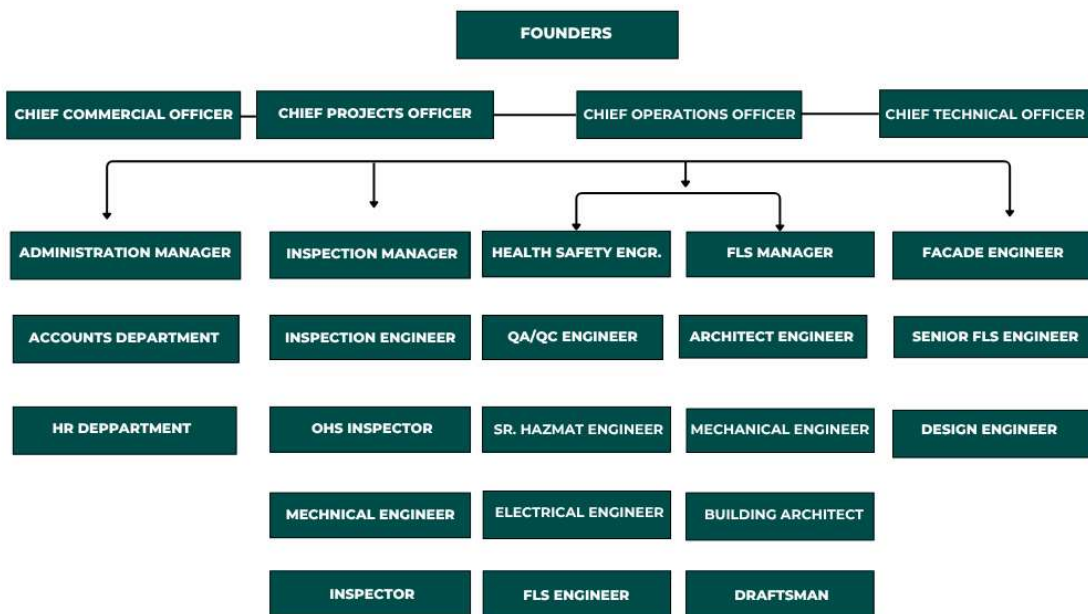 FOUNDERS
CHIEF COMMERCIAL OFFICER
CHIEF PROJECTS OFFICER
CHIEF OPERATIONS OFFICER
CHIEF TECHNICAL OFFICER
ADMINISTRATION MANAGER
INSPECTION MANAGER
HEALTH SAFETY ENGR.
FLS MANAGER
FACADE ENGINEER
ACCOUNTS DEPARTMENT
INSPECTION ENGINEER
QA/QC ENGINEER
ARCHITECT ENGINEER
SENIOR FLS ENGINEER
HR DEPPARTMENT
OHS INSPECTOR
SR. HAZMAT ENGINEER
MECHANICAL ENGINEER
DESIGN ENGINEER
MECHNICAL ENGINEER
ELECTRICAL ENGINEER
BUILDING ARCHITECT
INSPECTOR
FLS ENGINEER
DRAFTSMAN